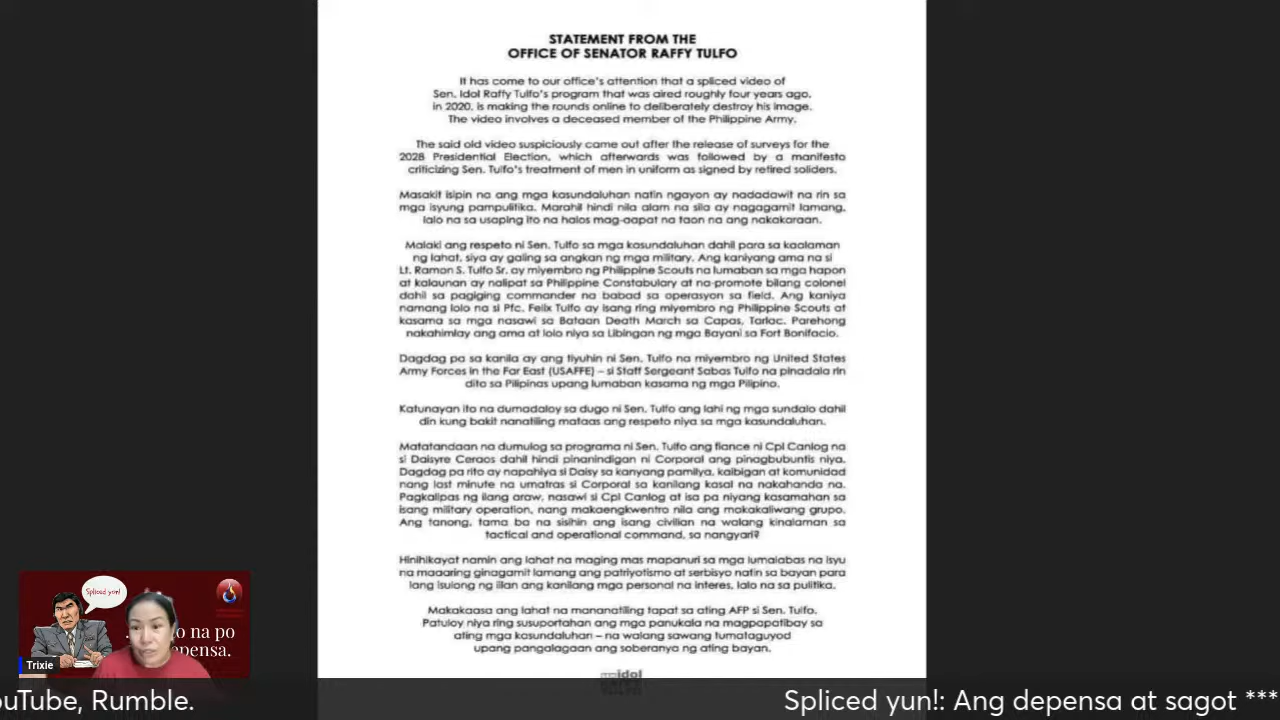 STATEMENT FROM THE
OFFICE OF SENATOR RAFFY TULFO
It has come to our office's attention that a spliced video of
Sen. Idol Raffy Tulfo's program that was aired roughly four years ago,
in 2020, is making the rounds online to deliberately destroy his image.
The video involves a deceased member of the Philippine Army.
The said old video suspiciously came out after the release of surveys for the
2028 Presidential Election, which afterwards was followed by a manifesto
criticizing Sen. Tulfo's treatment of men in uniform as signed by retired soliders.
Masakit isipin na ang mga kasundaluhan natin ngayon ay nadadawit na rin sa
mga isyung pampulitika. Marahil hindi nila alam na sila ay nagagamit lamang,
lalo na sa usaping ito na halos mag-aapat na taon na ang nakakaraan.
Malaki ang respeto ni Sen. Tulfo sa mga kasundaluhan dahil para sa kaalaman
ng lahat, siya ay galing sa angkan ng mga military. Ang kaniyang ama na si
Lt. Ramon S. Tulfo Sr. ay miyembro ng Philippine Scouts na lumaban sa mga hapon
at kalaunan ay nalipat sa Philippine Constabulary at na-promote bilang colonel
dahil sa pagiging commander na babad sa operasyon sa field. Ang kaniya
namang lolo na si Pfc. Felix Tulfo ay isang ring miyembro ng Philippine Scouts at
kasama sa mga nasawi sa Bataan Death March sa Capas, Tarlac. Parehong
nakahimlay ang ama at lolo niya sa Libingan ng mga Bayani sa Fort Bonifacio.
Dagdag pa sa kanila ay ang tiyuhin ni Sen. Tulfo na miyembro ng United States
Army Forces in the Far East (USAFFE) – si Staff Sergeant Sabas Tulfo na pinadala rin
dito sa Pilipinas upang lumaban kasama ng mga Pilipino.
Katunayan ito na dumadaloy sa dugo ni Sen. Tulfo ang lahi ng mga sundalo dahil
din kung bakit nanatiling mataas ang respeto niya sa mga kasundaluhan.
Matatandaan na dumulog sa programa ni Sen. Tulfo ang fiance ni Cpl Canlog na
si Daisyre Ceraos dahil hindi pinanindigan ni Corporal ang pinagbubuntis niya.
Dagdag pa rito ay napahiya si Daisy sa kanyang pamilya, kaibigan at komunidad
nang last minute na umatras si Corporal sa kanilang kasal na nakahanda na.
Pagkalipas ng ilang araw, nasawi si Cpl Canlog at isa pa niyang kasamahan sa
isang military operation, nang makaengkwentro nila ang makakaliwang grupo.
Ang tanong, tama ba na sisihin ang isang civilian na walang kinalaman sa
tactical and operational command, sa nangyari?
Hinihikayat namin ang lahat na maging mas mapanuri sa mga lumalabas na isyu
na maaaring ginagamit lamang ang patriyotismo at serbisyo natin sa bayan para
lang isulong ng iilan ang kanilang mga personal na interes, lalo na sa pulitika.
Makakaasa ang lahat na mananatiling tapat sa ating AFP si Sen. Tulfo.
Patuloy niya ring susuportahan ang mga panukala na magpapatibay sa
ating mga kasundaluhan – na walang sawang tumataguyod
upang pangalagaan ang soberanya ng ating bayan.
idol
Spliced yun!
na po
Trixie
ouTube, Rumble.
Spliced yun!: Ang depensa at sagot ***